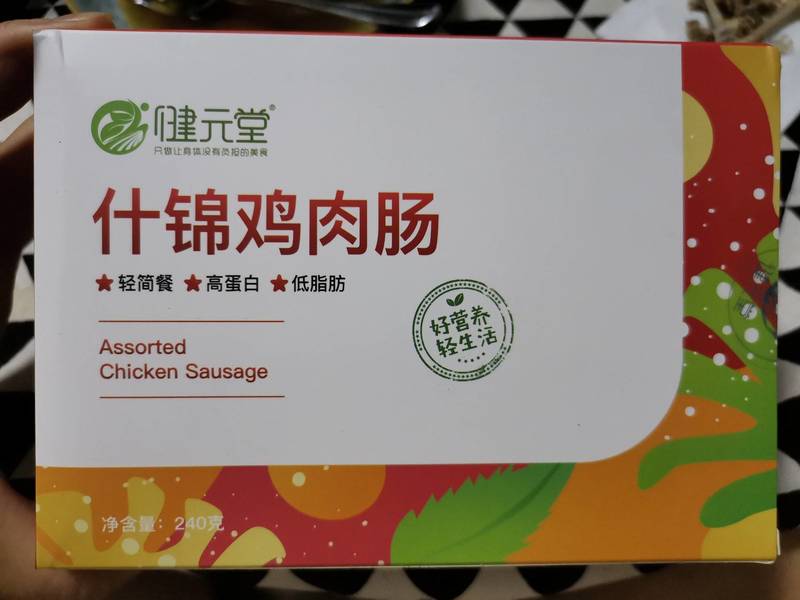 健元堂®
只做让身体没有负担的美食
什锦鸡肉肠
★轻简餐 ★高蛋白 ★低脂肪
Assorted
Chicken Sausage
好营养
轻生活
净含量：240克